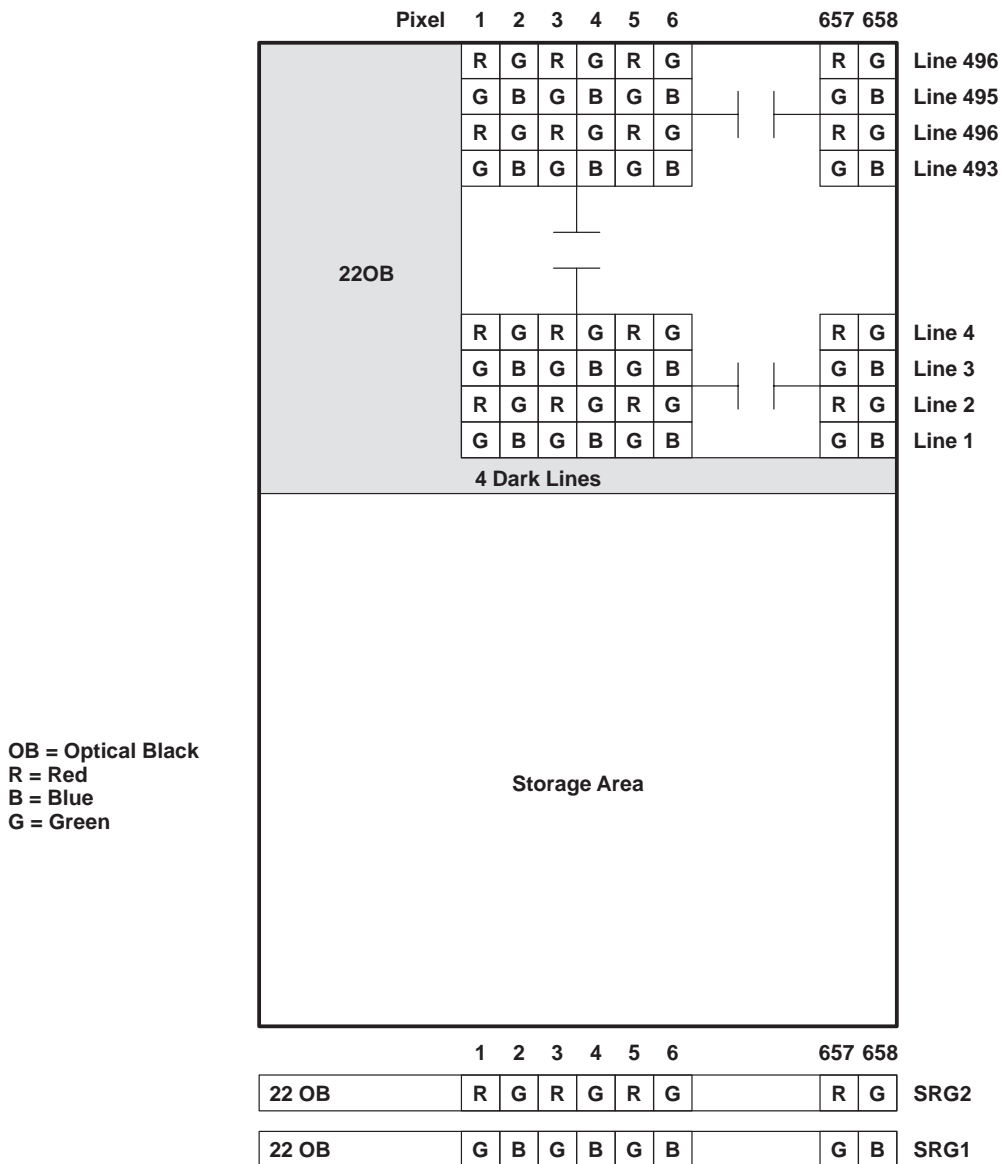 Pixel 1 2 3 4 5 6 657 658
R G R G R G R G Line 496
G B G B G B G B Line 495
R G R G R G R G Line 496
G B G B G B G B Line 493
22OB
R G R G R G R G Line 4
G B G B G B G B Line 3
R G R G R G R G Line 2
G B G B G B G B Line 1
4 Dark Lines
OB = Optical Black
R = Red
B = Blue
G = Green
Storage Area
1 2 3 4 5 6 657 658
22 OB R G R G R G R G SRG2
22 OB G B G B G B G B SRG1